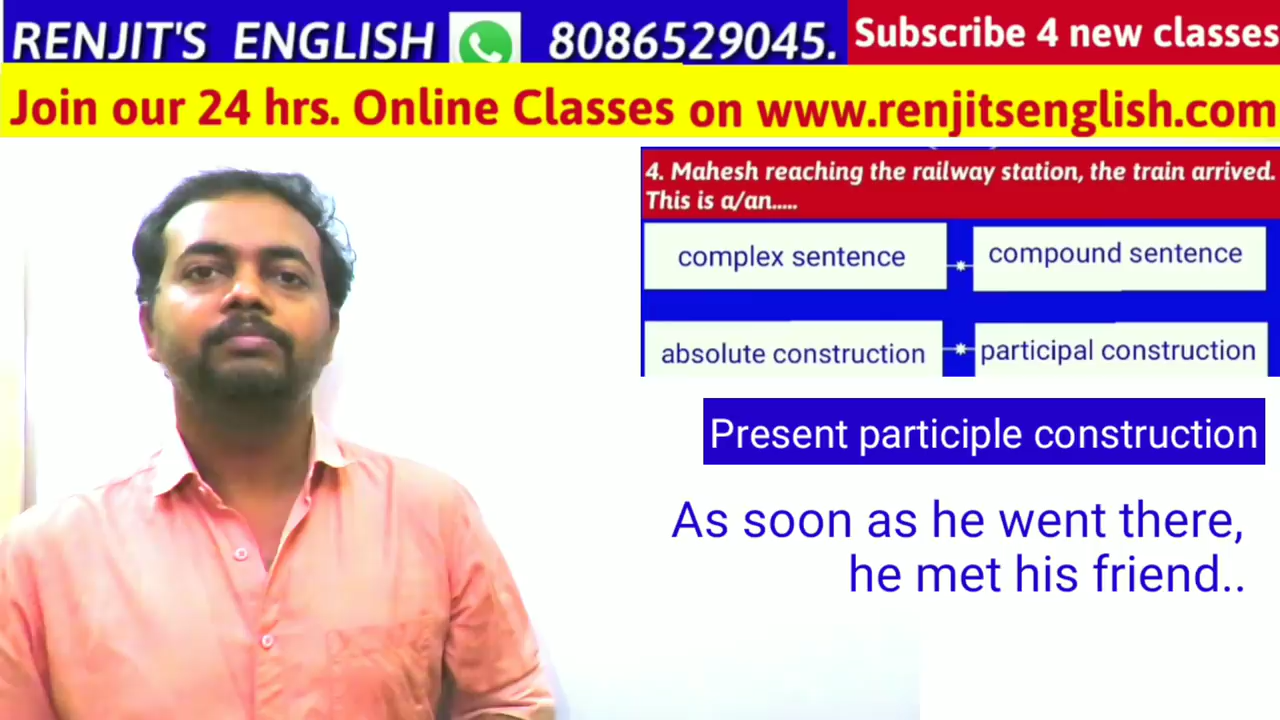 RENJIT'S ENGLISH 8086529045. Subscribe 4 new classes
Join our 24 hrs. Online Classes on www.renjitsenglish.com
4. Mahesh reaching the railway station, the train arrived.
This is a/an.....
complex sentence
compound sentence
absolute construction
participal construction
Present participle construction
As soon as he went there,
he met his friend..